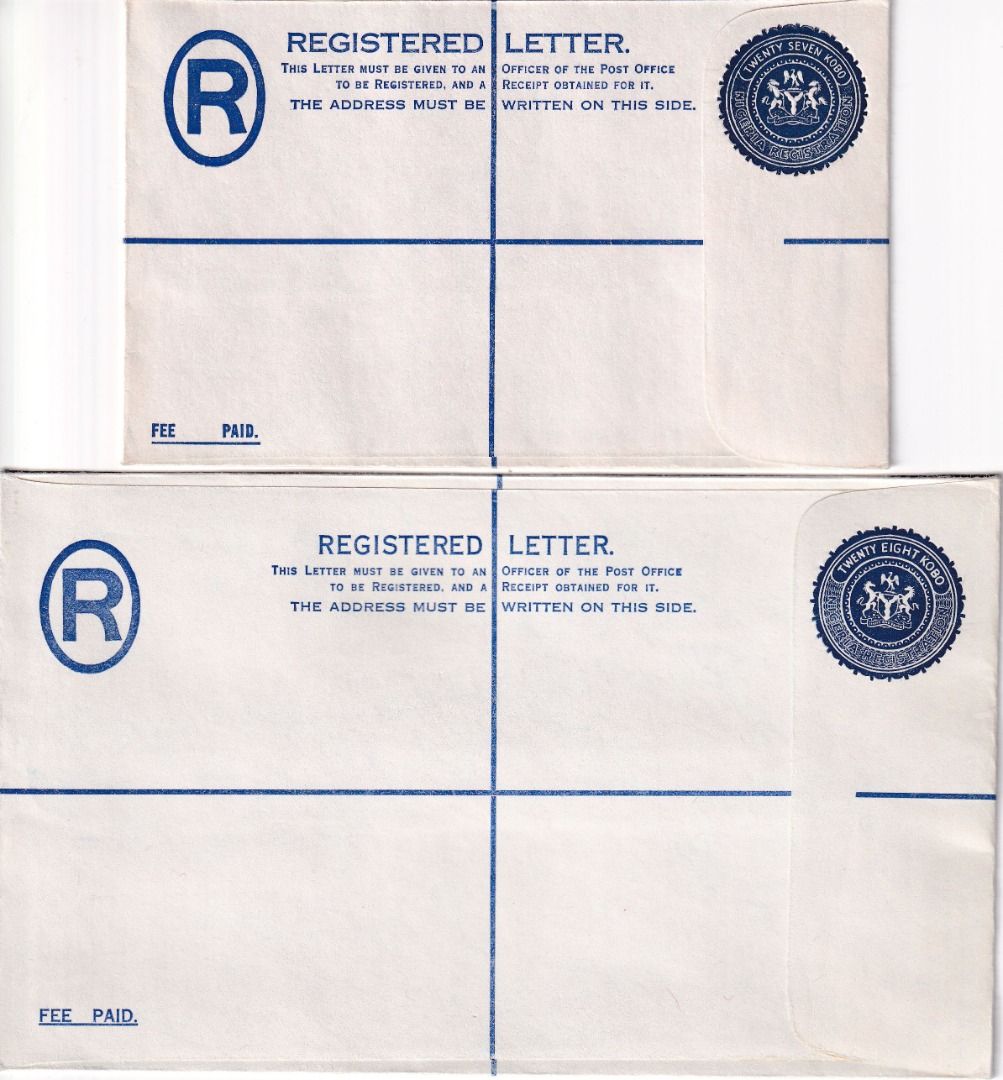 R
REGISTERED LETTER.
THIS LETTER MUST BE GIVEN TO AN OFFICER OF THE POST OFFICE
TO BE REGISTERED, AND A RECEIPT OBTAINED FOR IT.
THE ADDRESS MUST BE WRITTEN ON THIS SIDE.
TWENTY SEVEN KOBO
NIGERIA REGISTRATION
FEE PAID.
R
REGISTERED LETTER.
THIS LETTER MUST BE GIVEN TO AN OFFICER OF THE POST OFFICE
TO BE REGISTERED, AND A RECEIPT OBTAINED FOR IT.
THE ADDRESS MUST BE WRITTEN ON THIS SIDE.
TWENTY EIGHT KOBO
NIGERIA REGISTRATION
FEE PAID.